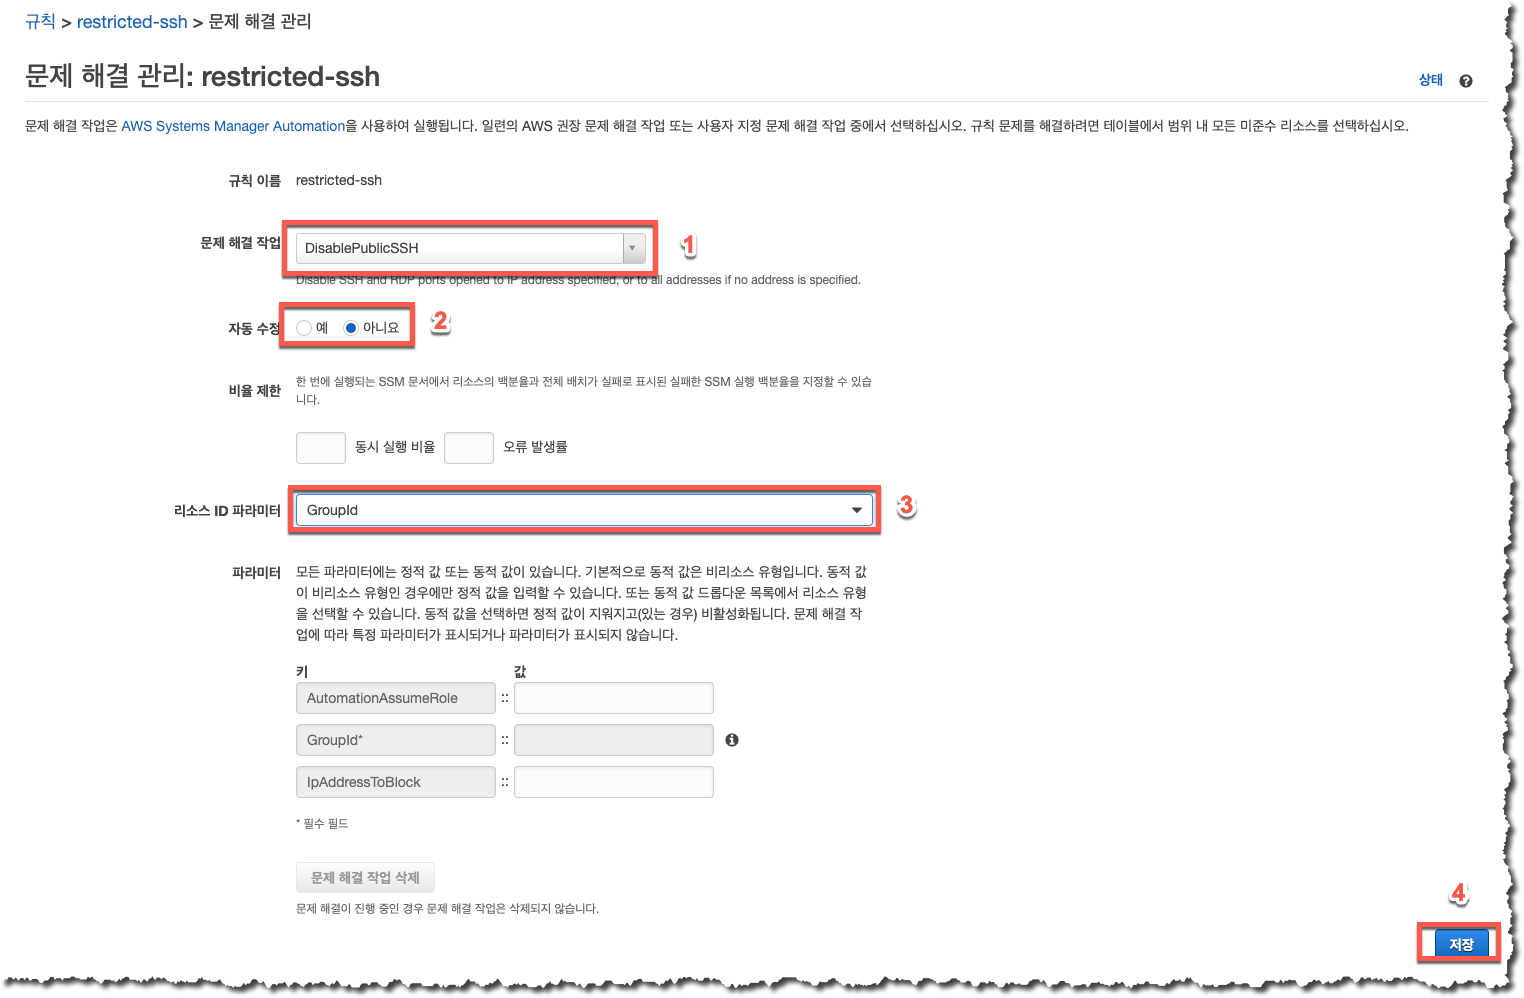 규칙 > restricted-ssh > 문제 해결 관리
문제 해결 관리: restricted-ssh
상태
문제 해결 작업은 AWS Systems Manager Automation을 사용하여 실행됩니다. 일련의 AWS 권장 문제 해결 작업 또는 사용자 지정 문제 해결 작업 중에서 선택하십시오. 규칙 문제를 해결하려면 테이블에서 범위 내 모든 미준수 리소스를 선택하십시오.
규칙 이름 restricted-ssh
문제 해결 작업 DisablePublicSSH 1
Disable SSH and RDP ports opened to IP address specified, or to all addresses if no address is specified.
자동 수정 예 아니요 2
비율 제한 한 번에 실행되는 SSM 문서에서 리소스의 백분율과 전체 배치가 실패로 표시된 실패한 SSM 실행 백분율을 지정할 수 있습
니다.
동시 실행 비율 오류 발생률
리소스 ID 파라미터 GroupId 3
파라미터 모든 파라미터에는 정적 값 또는 동적 값이 있습니다. 기본적으로 동적 값은 비리소스 유형입니다. 동적 값
이 비리소스 유형인 경우에만 정적 값을 입력할 수 있습니다. 또는 동적 값 드롭다운 목록에서 리소스 유형
을 선택할 수 있습니다. 동적 값을 선택하면 정적 값이 지워지고(있는 경우) 비활성화됩니다. 문제 해결 작
업에 따라 특정 파라미터가 표시되거나 파라미터가 표시되지 않습니다.
키 값
AutomationAssumeRole ::
GroupId* ::
IpAddressToBlock ::
* 필수 필드
문제 해결 작업 삭제
문제 해결이 진행 중인 경우 문제 해결 작업은 삭제되지 않습니다.
4
저장